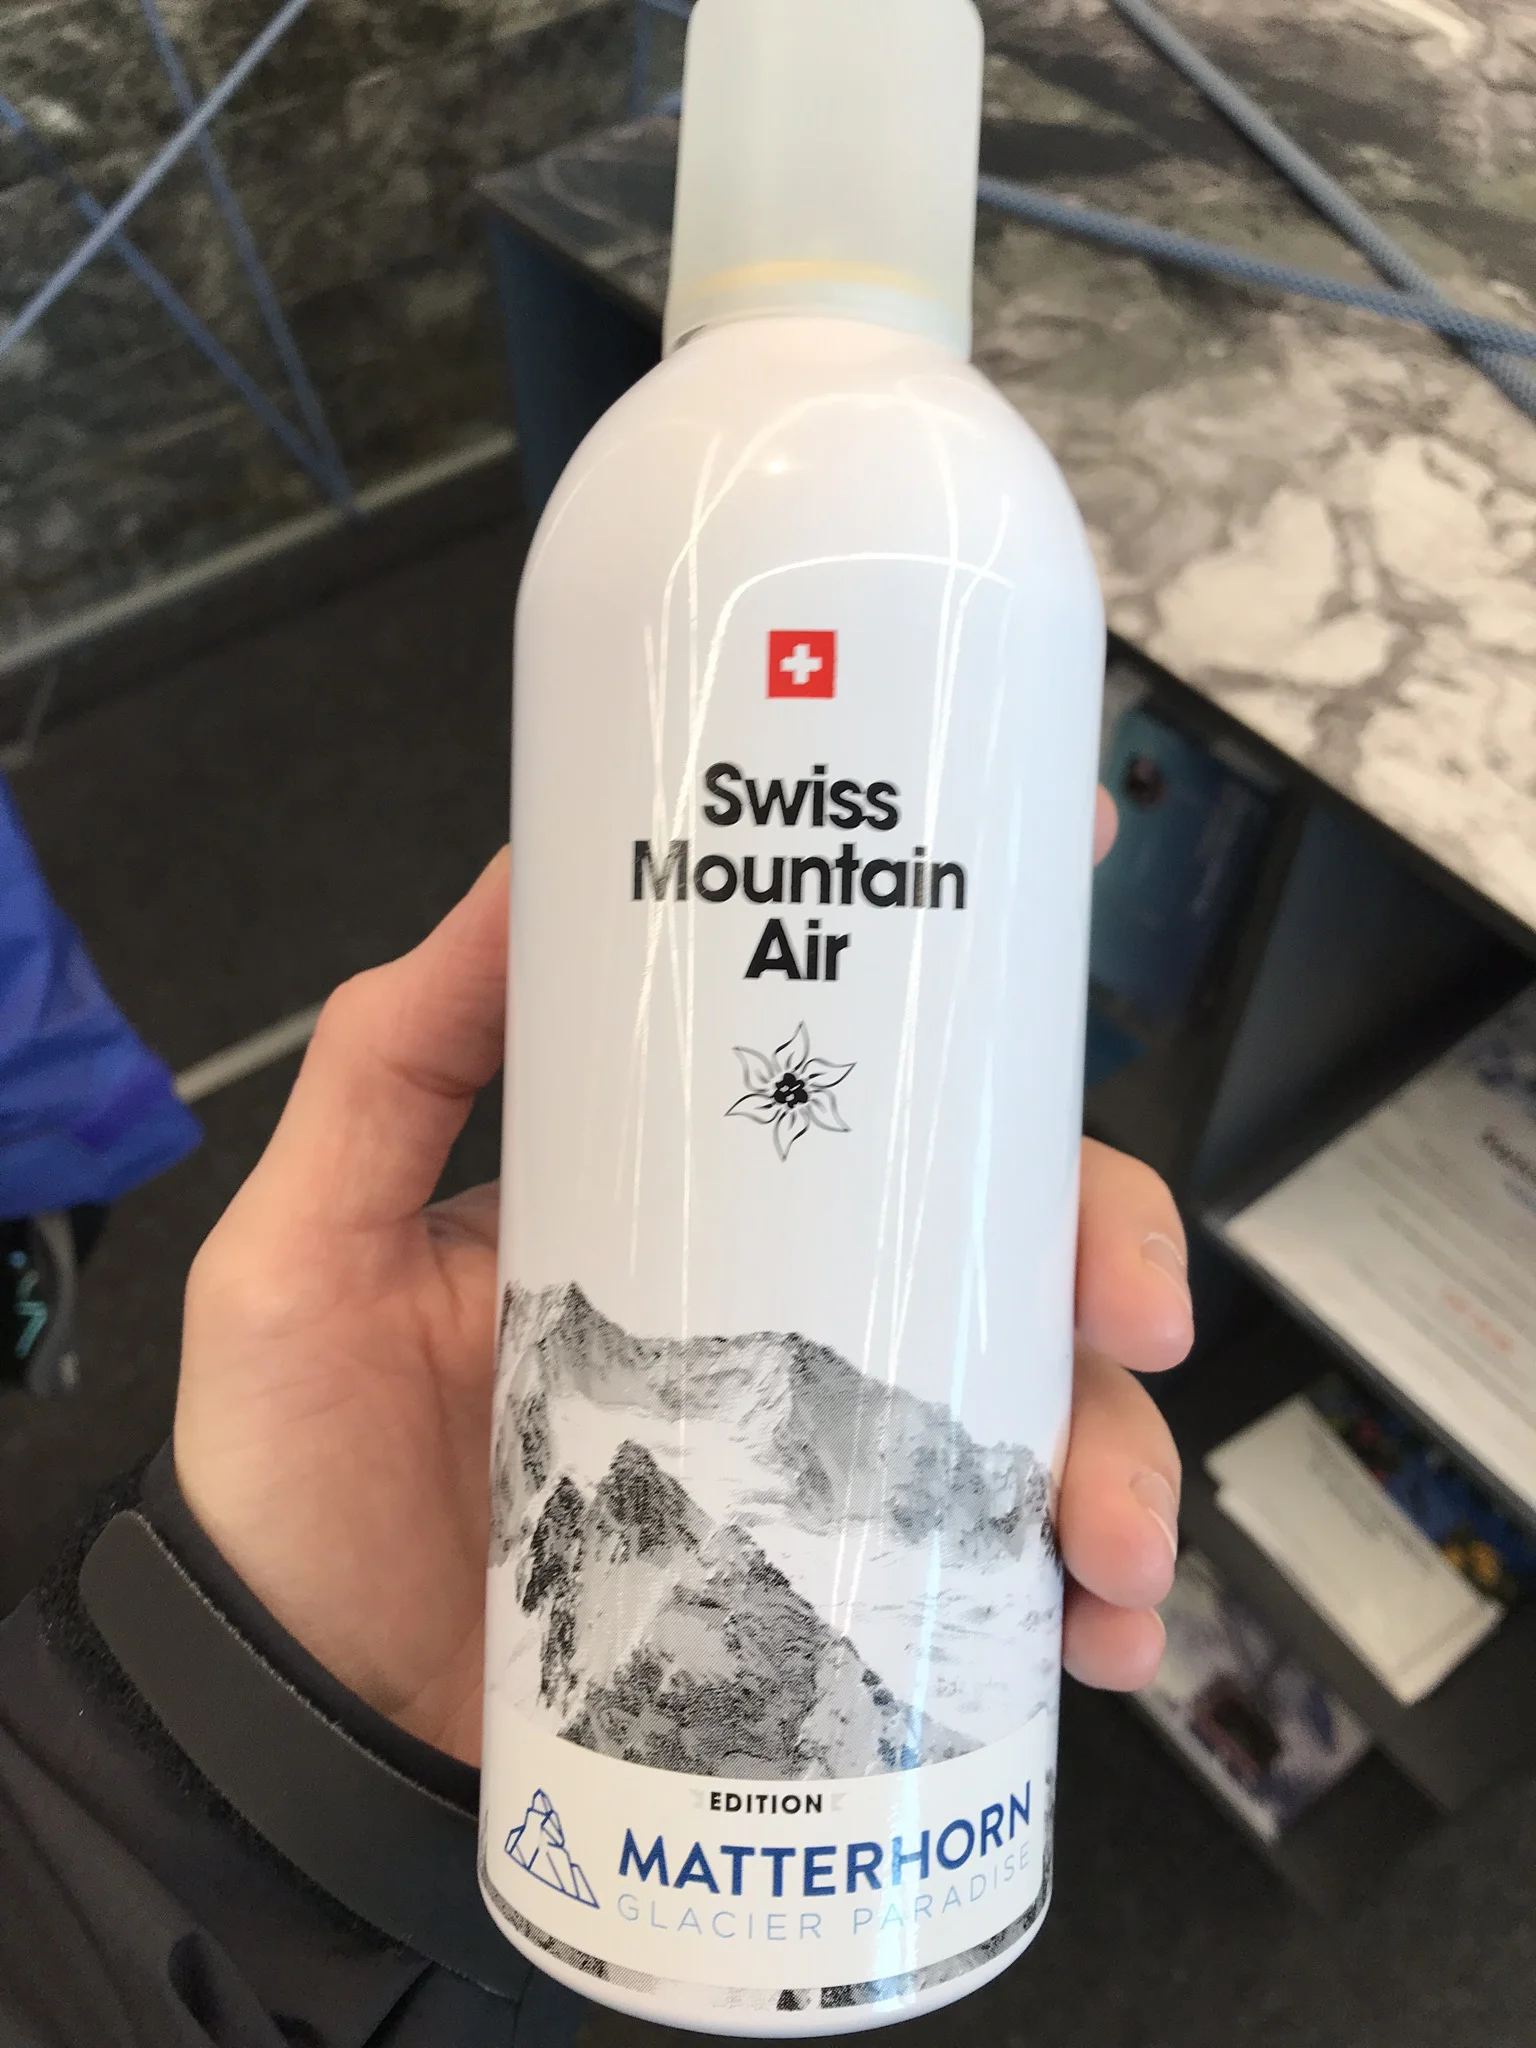 Swiss
Mountain
Air
EDITION
MATTERHORN
GLACIER PARADISE